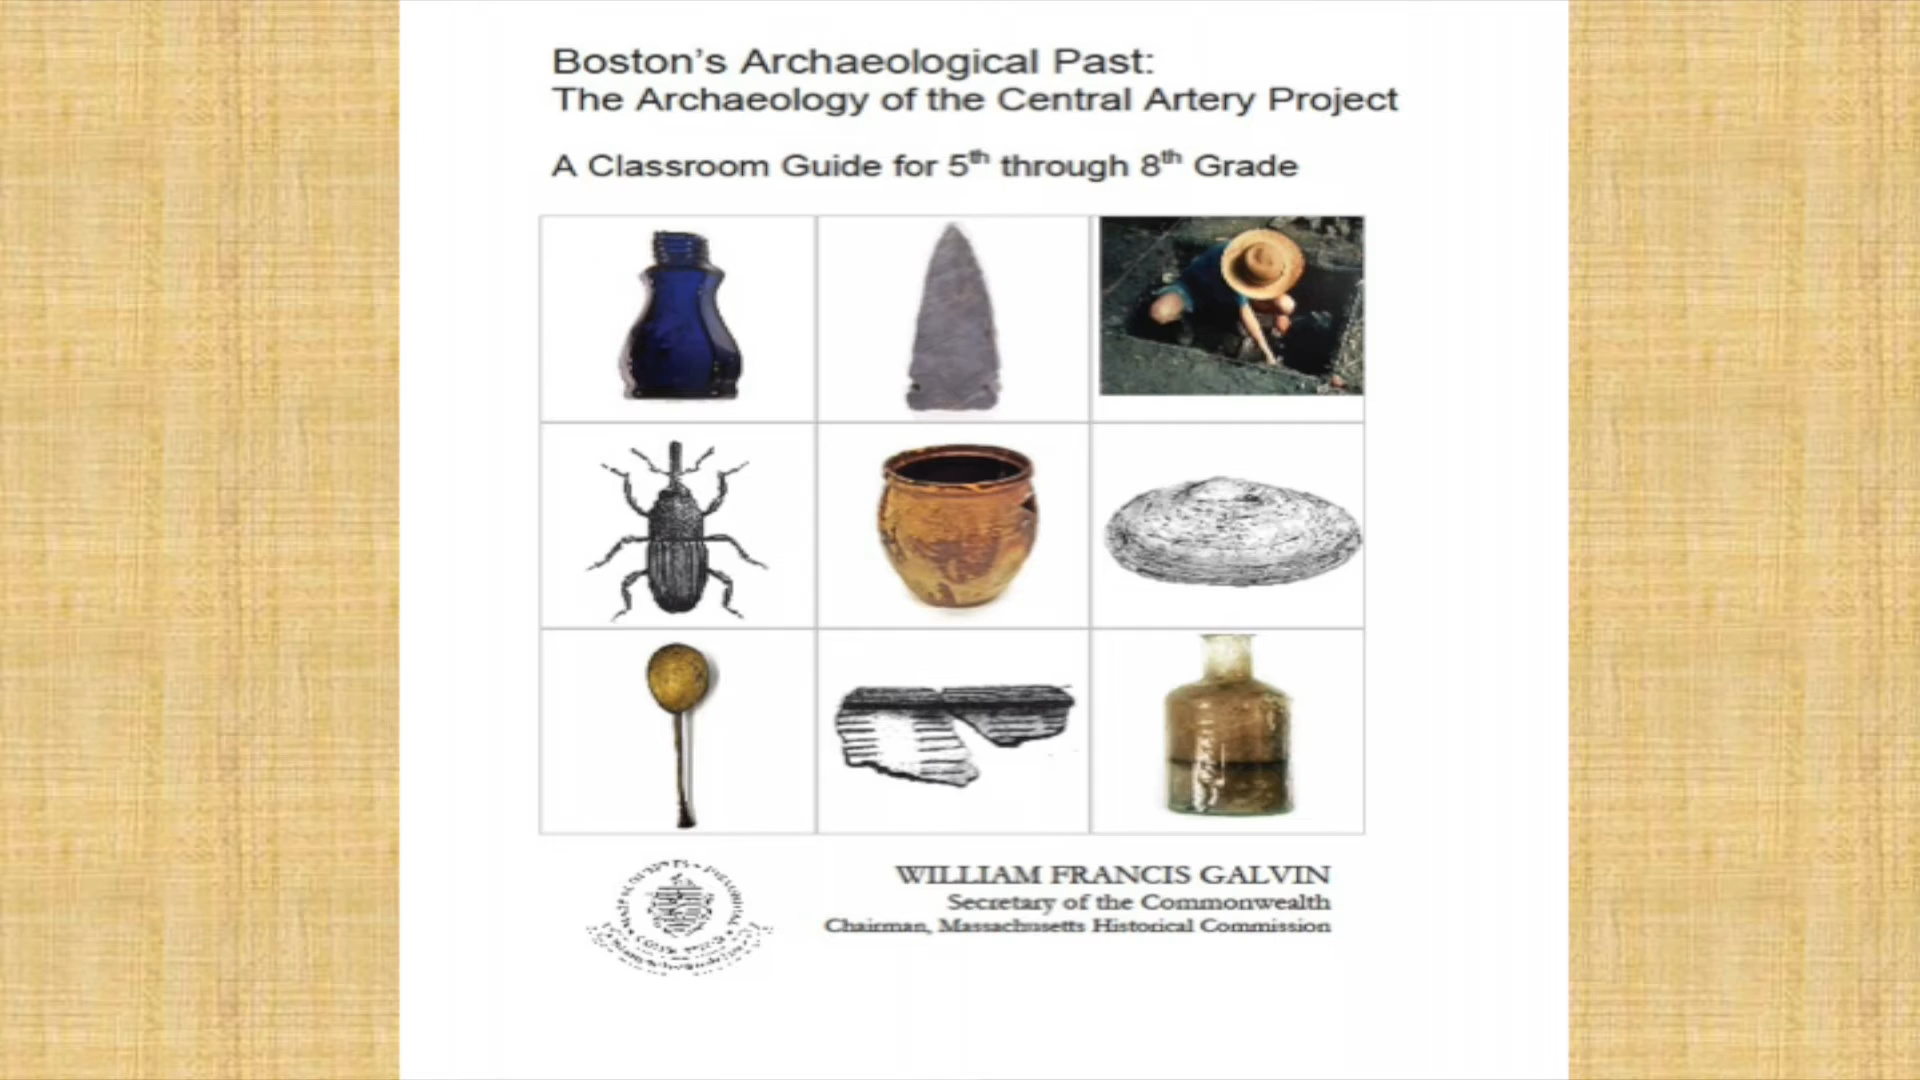 Boston's Archaeological Past:
The Archaeology of the Central Artery Project
A Classroom Guide for 5th through 8th Grade
WILLIAM FRANCIS GALVIN
Secretary of the Commonwealth
Chairman, Massachusetts Historical Commission